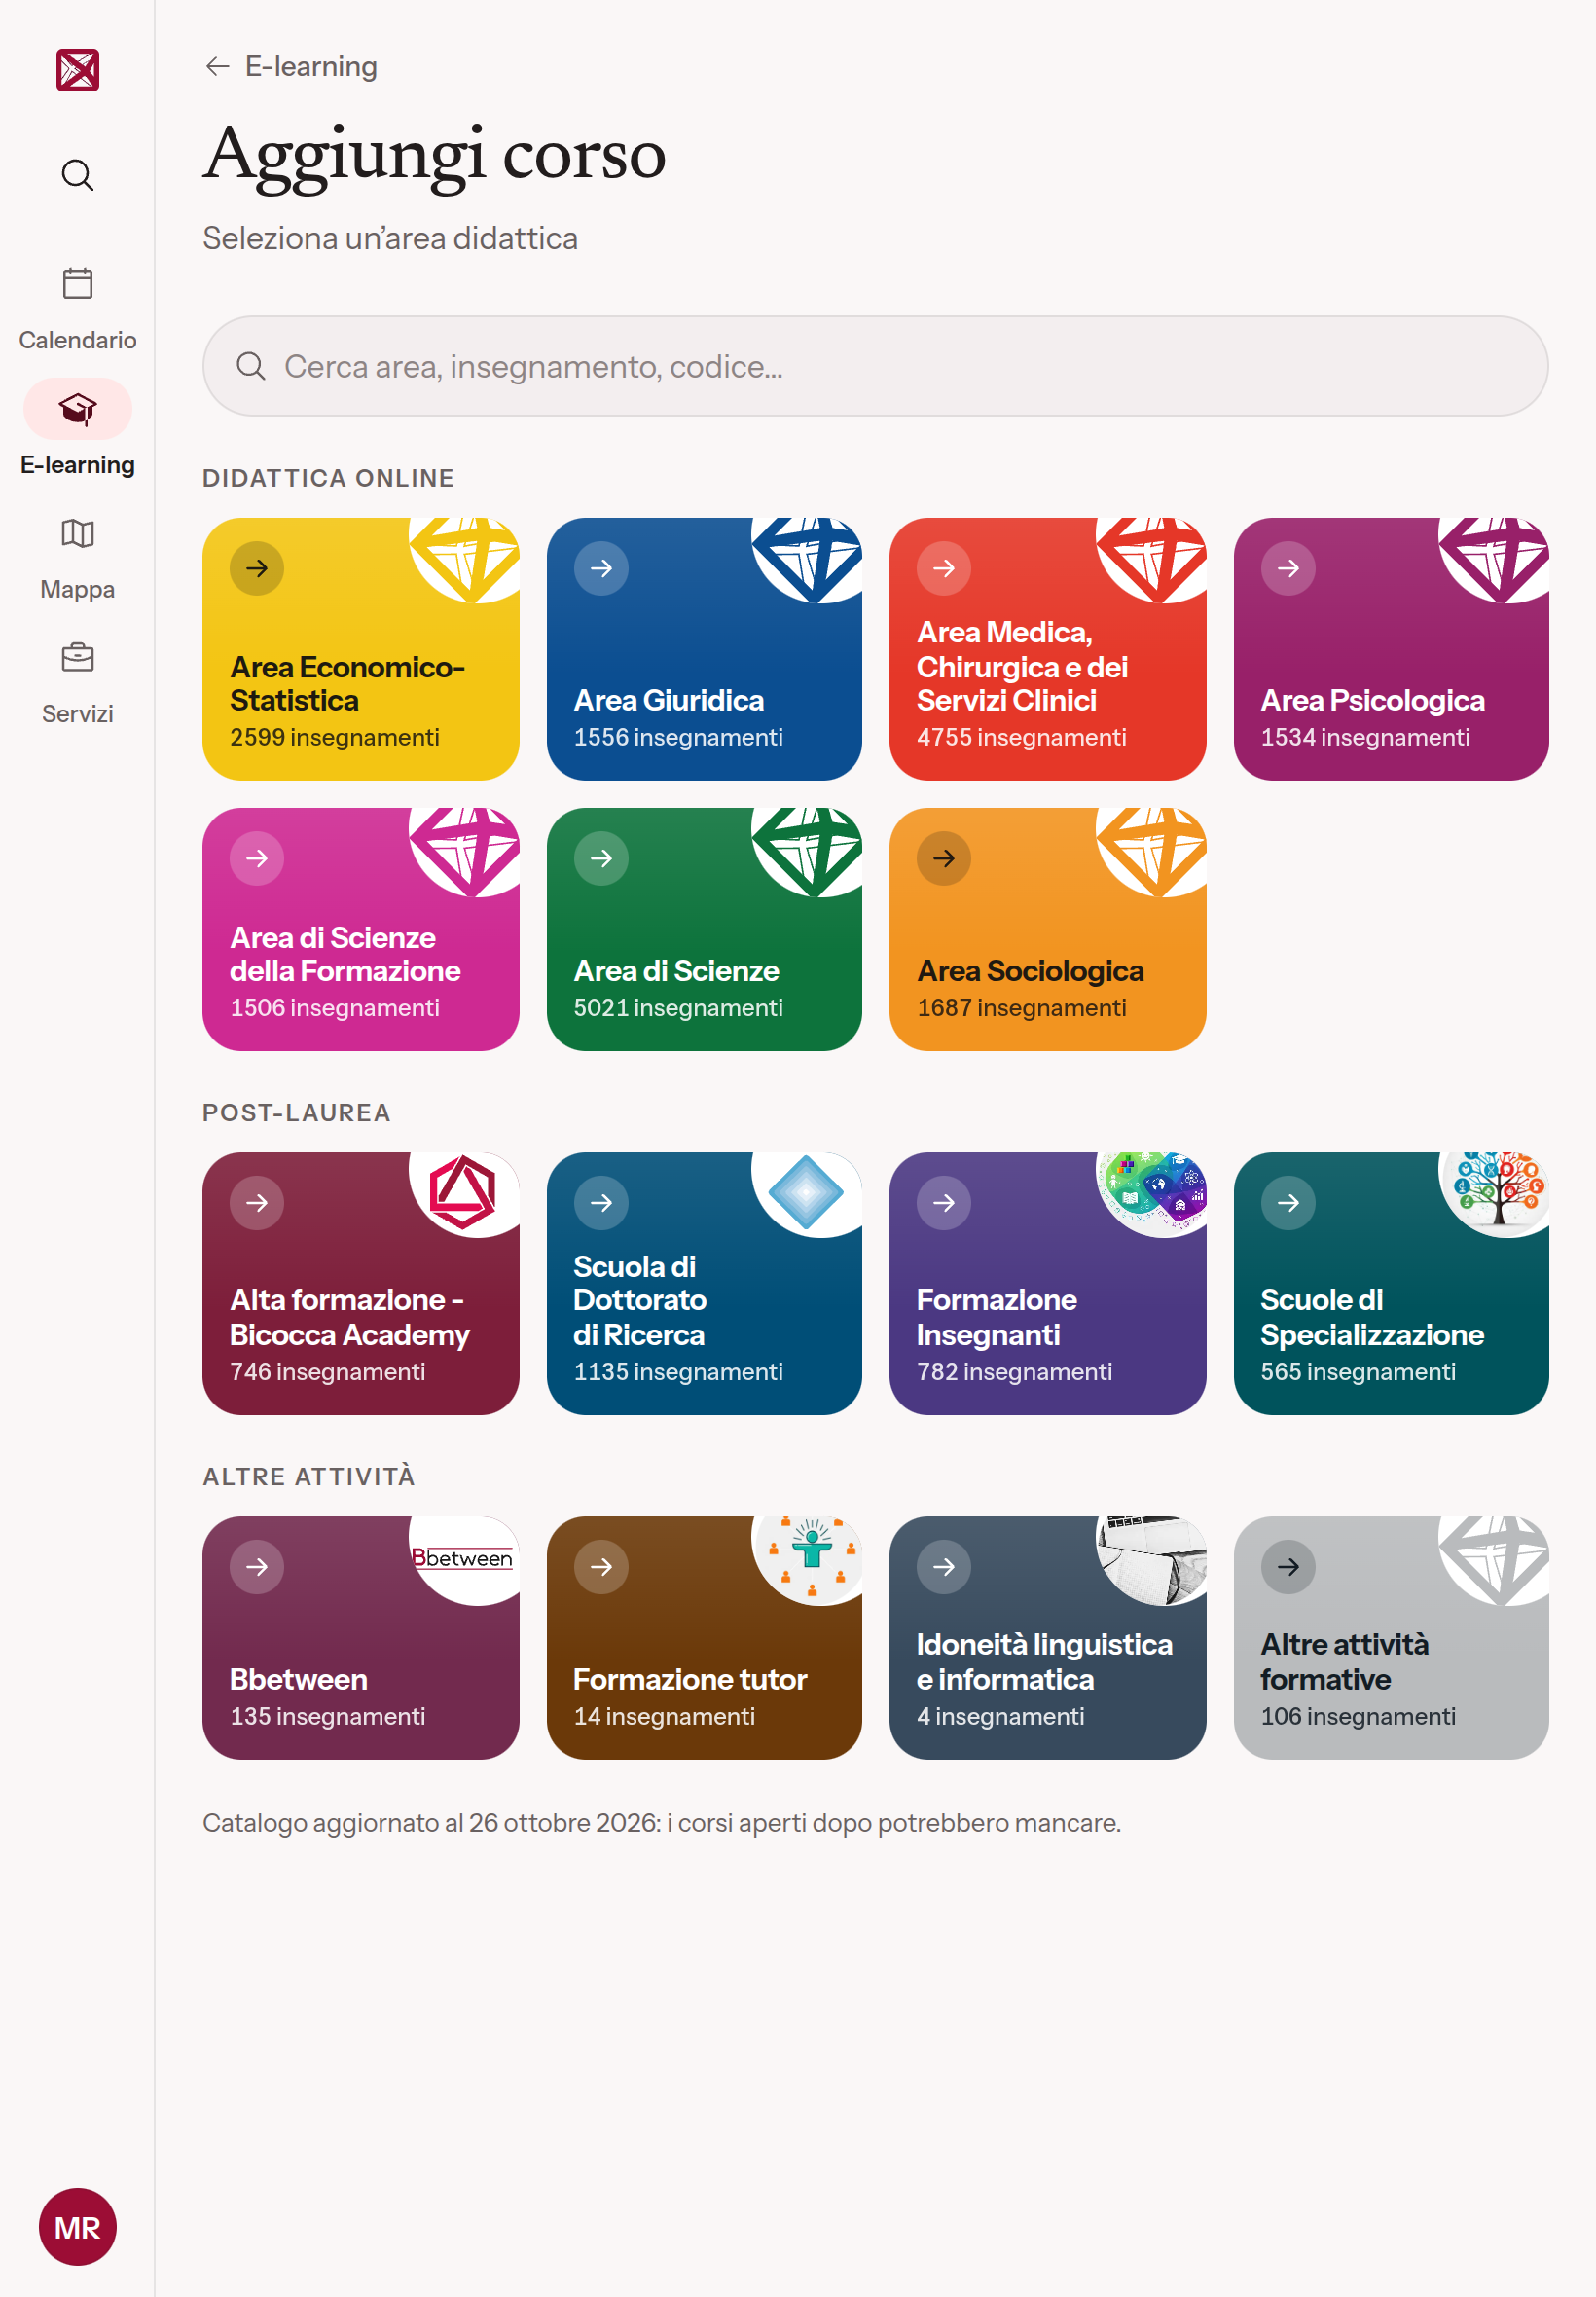 E-learning
Aggiungi corso
Seleziona un’area didattica
Calendario
E-learning
Mappa
Servizi
Cerca area, insegnamento, codice...
DIDATTICA ONLINE
Area Economico-
Statistica
2599 insegnamenti
Area Giuridica
1556 insegnamenti
Area Medica,
Chirurgica e dei
Servizi Clinici
4755 insegnamenti
Area Psicologica
1534 insegnamenti
Area di Scienze
della Formazione
1506 insegnamenti
Area di Scienze
5021 insegnamenti
Area Sociologica
1687 insegnamenti
POST-LAUREA
Alta formazione -
Bicocca Academy
746 insegnamenti
Scuola di
Dottorato
di Ricerca
1135 insegnamenti
Formazione
Insegnanti
782 insegnamenti
Scuole di
Specializzazione
565 insegnamenti
ALTRE ATTIVITÀ
Bbetween
Bbetween
135 insegnamenti
Formazione tutor
14 insegnamenti
Idoneità linguistica
e informatica
4 insegnamenti
Altre attività
formative
106 insegnamenti
Catalogo aggiornato al 26 ottobre 2026: i corsi aperti dopo potrebbero mancare.
MR